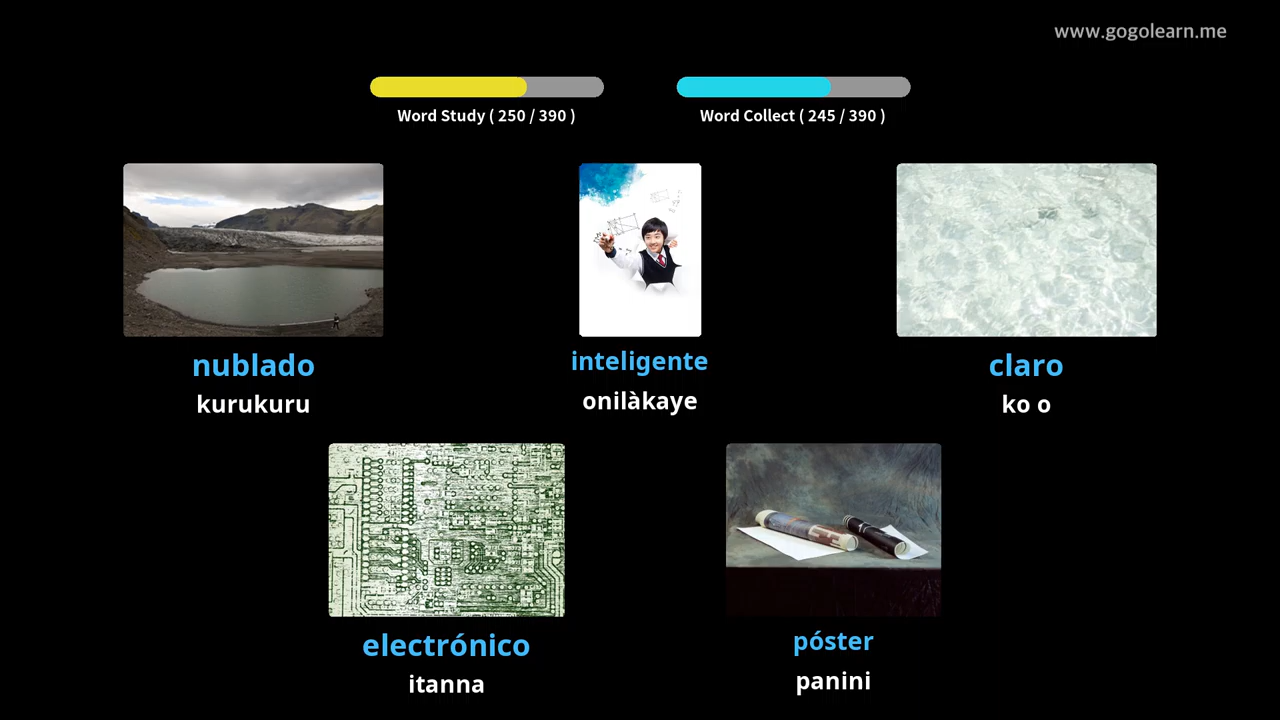 www.gogolearn.me
Word Study ( 250 / 390 )
Word Collect ( 245 / 390 )
nublado
kurukuru
inteligente
onilàkaye
claro
ko o
electrónico
itanna
póster
panini